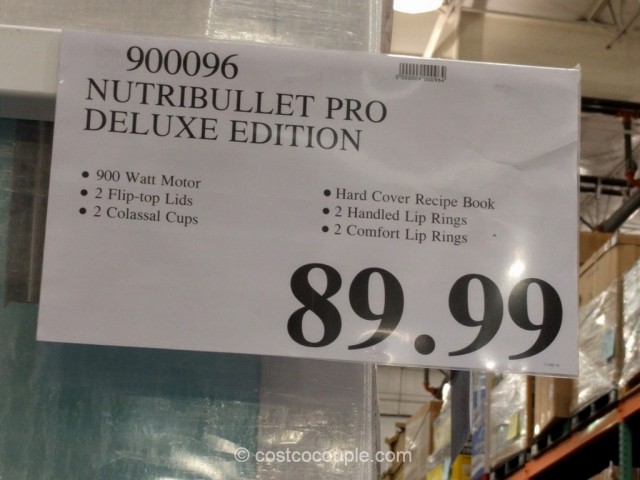 900096
NUTRIBULLET PRO
DELUXE EDITION
• 900 Watt Motor
• 2 Flip-top Lids
• 2 Colassal Cups
• Hard Cover Recipe Book
• 2 Handled Lip Rings
• 2 Comfort Lip Rings
89.99
© costcocouple.com